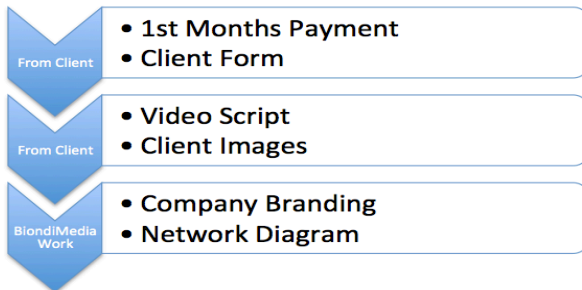 From Client
• 1st Months Payment
• Client Form
From Client
• Video Script
• Client Images
BiondiMedia
Work
• Company Branding
• Network Diagram